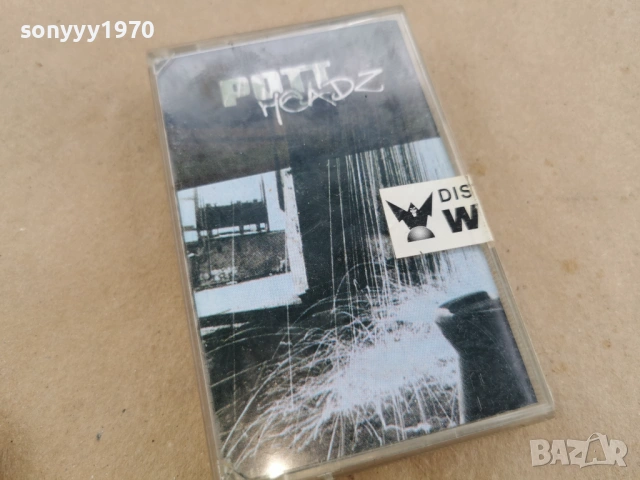 sonyyy1970
POTT
HEADZ
DIS
W
BAZAR